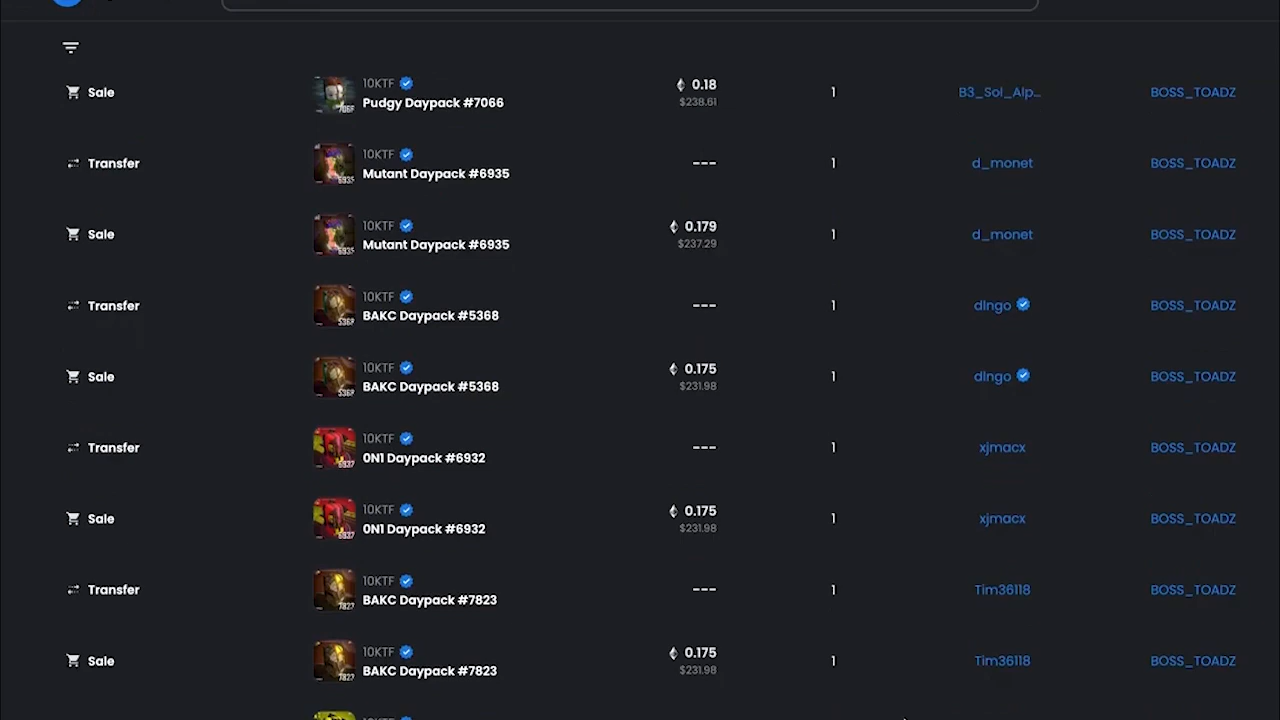 Sale 10KTF Pudgy Daypack #7066 0.18 $238.61 1 B3_Sol_Alp... BOSS_TOADZ
Transfer 10KTF Mutant Daypack #6935 --- 1 d_monet BOSS_TOADZ
Sale 10KTF Mutant Daypack #6935 0.179 $237.29 1 d_monet BOSS_TOADZ
Transfer 10KTF BAKC Daypack #5368 --- 1 dIngo BOSS_TOADZ
Sale 10KTF BAKC Daypack #5368 0.175 $231.98 1 dIngo BOSS_TOADZ
Transfer 10KTF 0N1 Daypack #6932 --- 1 xjmacx BOSS_TOADZ
Sale 10KTF 0N1 Daypack #6932 0.175 $231.98 1 xjmacx BOSS_TOADZ
Transfer 10KTF BAKC Daypack #7823 --- 1 Tim36118 BOSS_TOADZ
Sale 10KTF BAKC Daypack #7823 0.175 $231.98 1 Tim36118 BOSS_TOADZ
10KTF